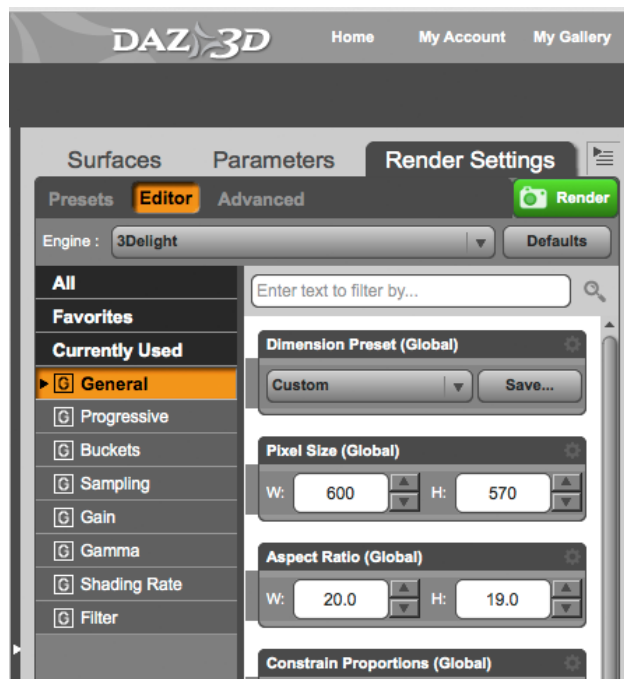 DAZ 3D Home My Account My Gallery
Surfaces Parameters Render Settings
Presets Editor Advanced Render
Engine : 3Delight Defaults
All
Favorites
Currently Used
G General
G Progressive
G Buckets
G Sampling
G Gain
G Gamma
G Shading Rate
G Filter
Enter text to filter by...
Dimension Preset (Global)
Custom Save...
Pixel Size (Global)
W: 600 H: 570
Aspect Ratio (Global)
W: 20.0 H: 19.0
Constrain Proportions (Global)